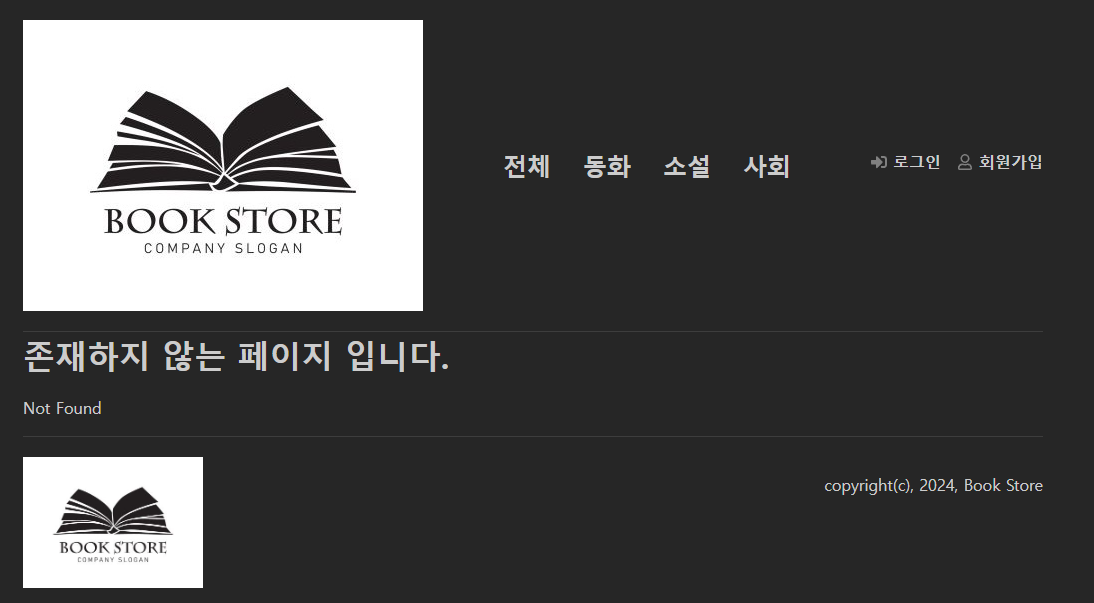 BOOK STORE
COMPANY SLOGAN
전체 동화 소설 사회
로그인 회원가입
존재하지 않는 페이지 입니다.
Not Found
BOOK STORE
COMPANY SLOGAN
copyright(c), 2024, Book Store